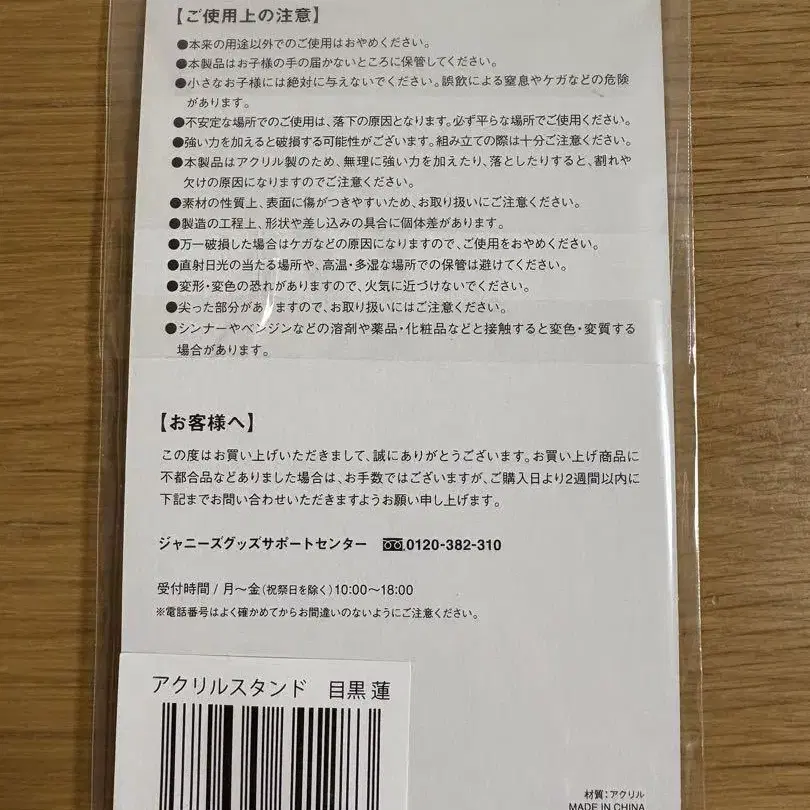 【ご使用上の注意】
●本来の用途以外でのご使用はおやめください。
●本製品はお子様の手の届かないところに保管してください。
●小さなお子様には絶対に与えないでください。誤飲による窒息やケガなどの危険
があります。
●不安定な場所でのご使用は、落下の原因となります。必ず平らな場所でご使用ください。
●強い力を加えると破損する可能性がございます。組み立ての際は十分ご注意ください。
●本製品はアクリル製のため、無理に強い力を加えたり、落としたりすると、割れや
欠けの原因になりますのでご注意ください。
●素材の性質上、表面に傷がつきやすいため、お取り扱いにご注意ください。
●製造の工程上、形状や差し込みの具合に個体差があります。
●万一破損した場合はケガなどの原因になりますので、ご使用をおやめください。
●直射日光の当たる場所や、高温・多湿な場所での保管は避けてください。
●変形・変色の恐れがありますので、火気に近づけないでください。
●尖った部分がありますので、お取り扱いにはご注意ください。
●シンナーやベンジンなどの溶剤や薬品・化粧品などと接触すると変色・変質する
場合があります。
【お客様へ】
この度はお買い上げいただきまして、誠にありがとうございます。お買い上げ商品に
不都合品などありました場合は、お手数ではございますが、ご購入日より2週間以内に
下記までお問い合わせいただきますようお願い申し上げます。
ジャニーズグッズサポートセンター 0120-382-310
受付時間 / 月〜金(祝祭日を除く)10:00〜18:00
※電話番号はよく確かめてからお間違いのないようにご注意ください。
アクリルスタンド 目黒 蓮
材質:アクリル
MADE IN CHINA